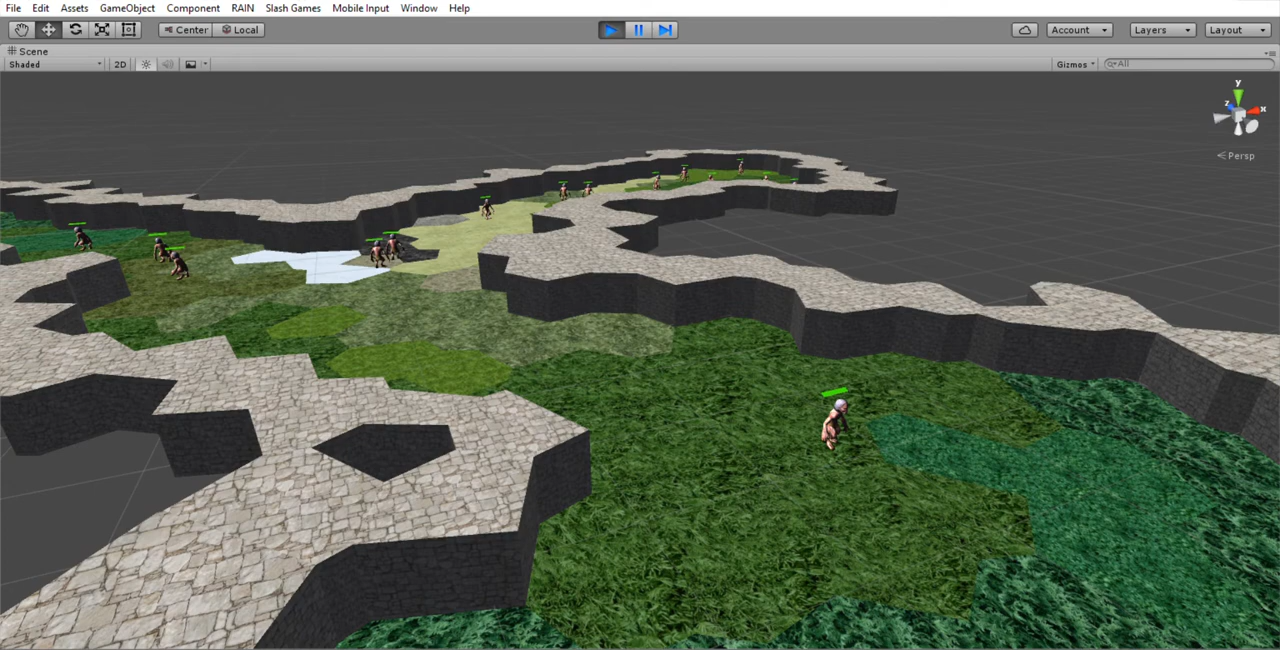 File Edit Assets GameObject Component RAIN Slash Games Mobile Input Window Help
Center Local Account Layers Layout
Scene
Shaded 2D Gizmos All
y
z x
Persp